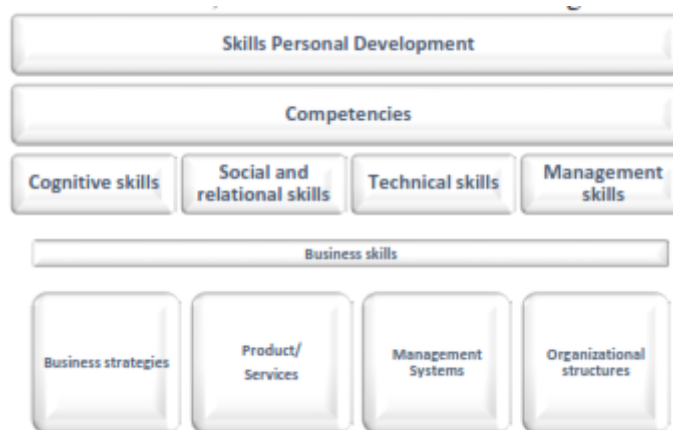 Skills Personal Development
Competencies
Cognitive skills
Social and
relational skills
Technical skills
Management
skills
Business skills
Business strategies
Product/
Services
Management
Systems
Organizational
structures